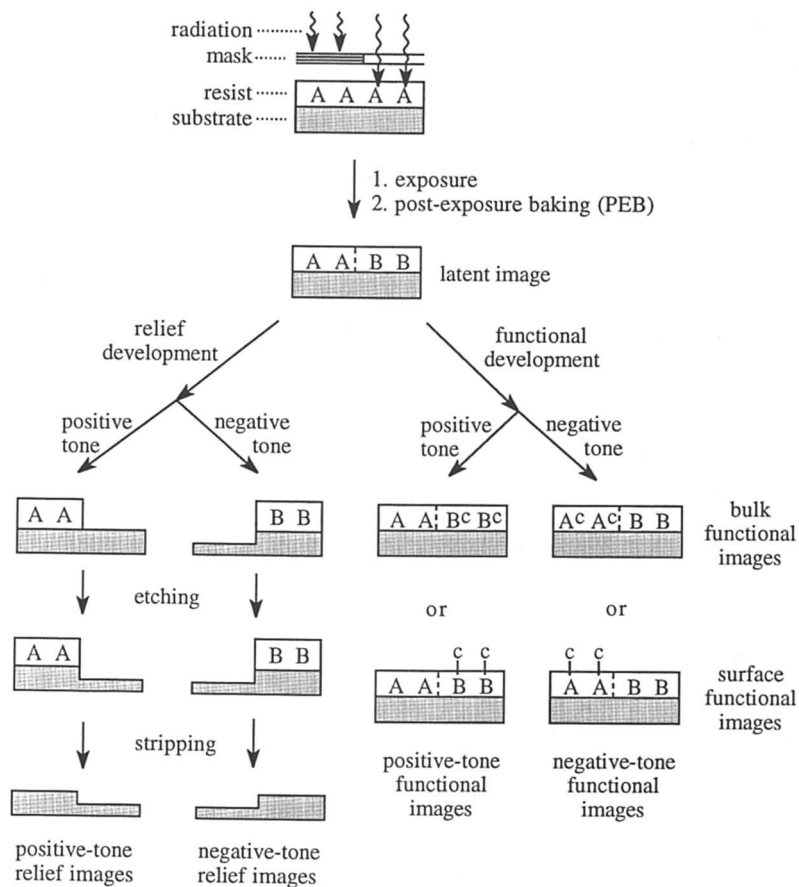 radiation
mask
resist
A A A A
substrate
1. exposure
2. post-exposure baking (PEB)
A A B B
latent image
relief
development
functional
development
positive
tone
negative
tone
positive
tone
negative
tone
A A
B B
A A Bc Bc
Ac Ac B B
bulk
functional
images
etching
or
or
A A
B B
c c
A A B B
c c
A A B B
surface
functional
images
stripping
positive-tone
functional
images
negative-tone
functional
images
positive-tone
relief images
negative-tone
relief images